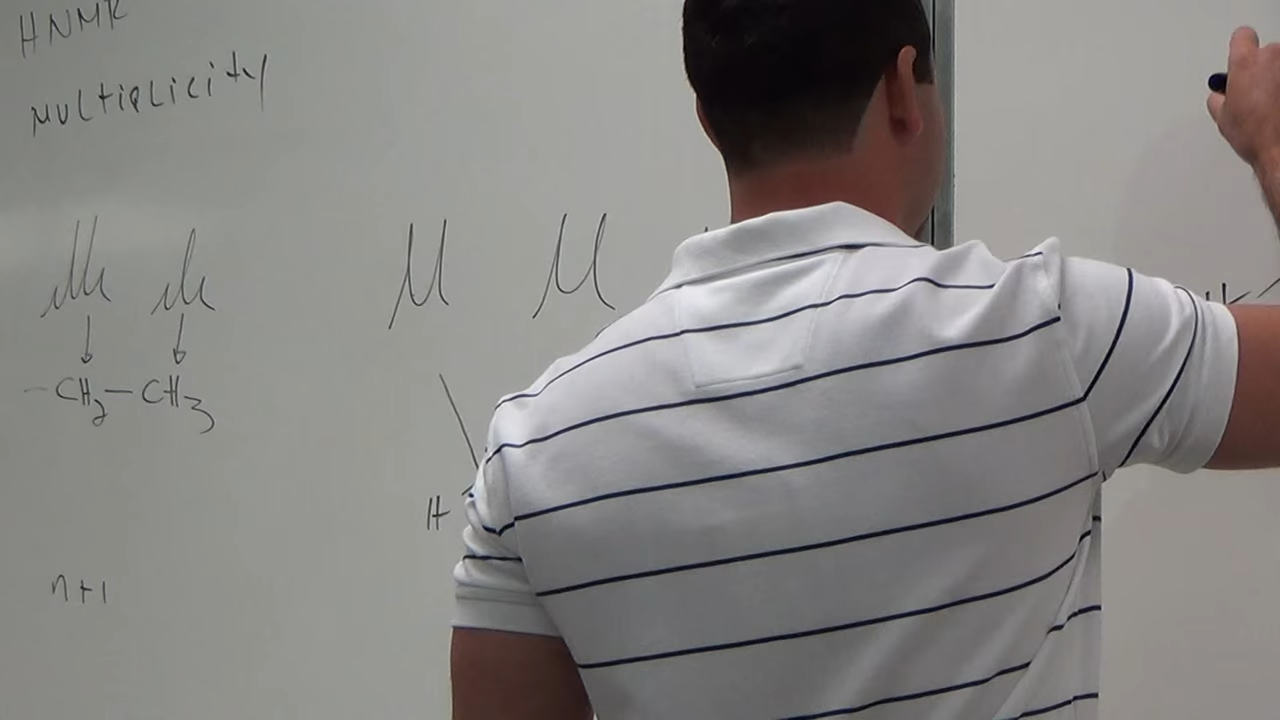 HNMR
MULTIPLICITY
-CH2-CH3
H
n+1
H